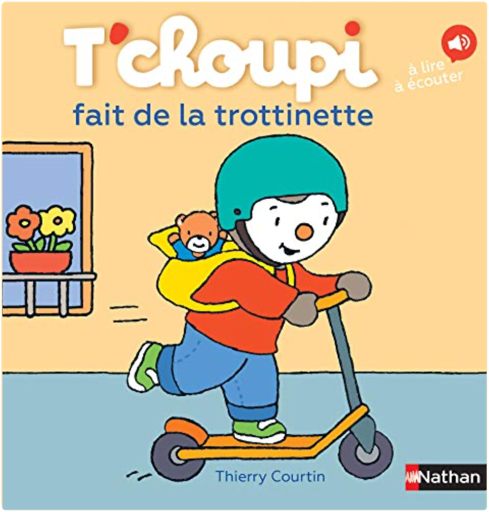 T'choupi
fait de la trottinette
à lire
à écouter
Thierry Courtin
Nathan